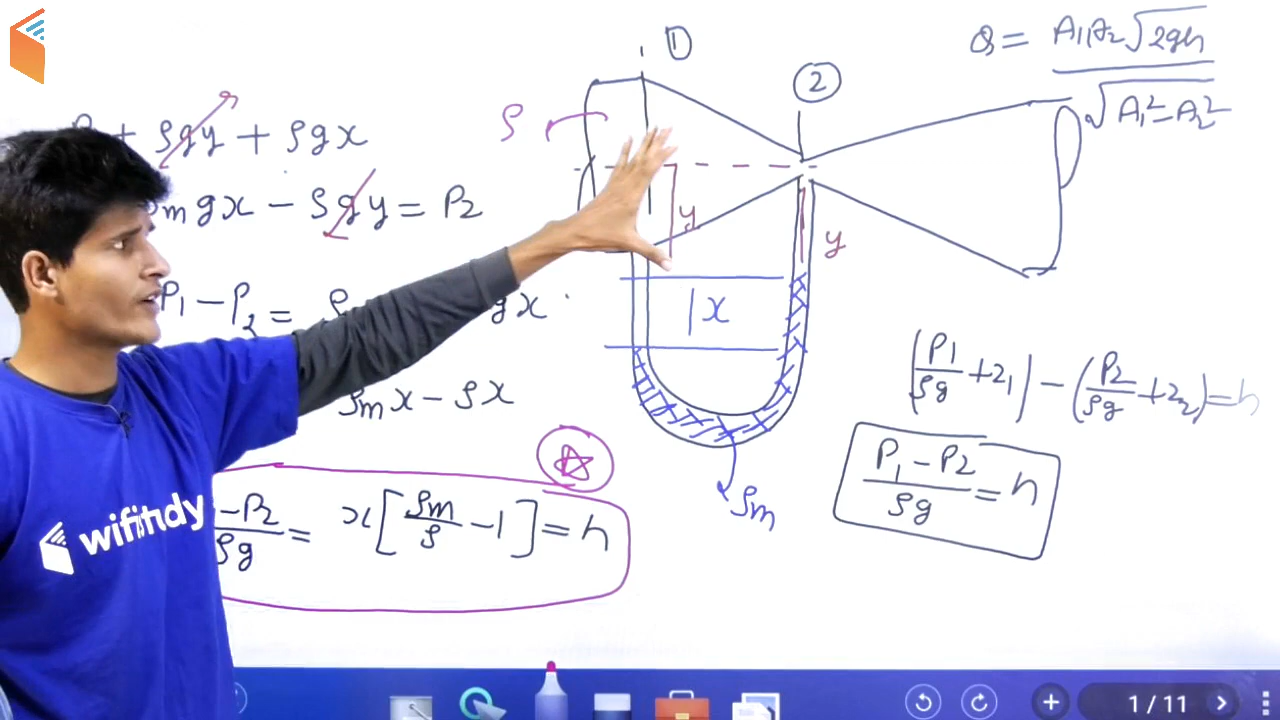 ① 
②
Q = A₁A₂√2gh / √A₁²-A₂²
+ ρgy + ρgx
ρ
ρmgx - ρgy = P₂
y
y
P₁ - P₂ = gx
x
ρmx - ρx
(P₁/ρg + z₁) - (P₂/ρg + z₂) = h
(P₁ - P₂)/ρg = h
-P₂/ρg = x[ρm/ρ - 1] = h
ρm
wifistudy
1 / 11